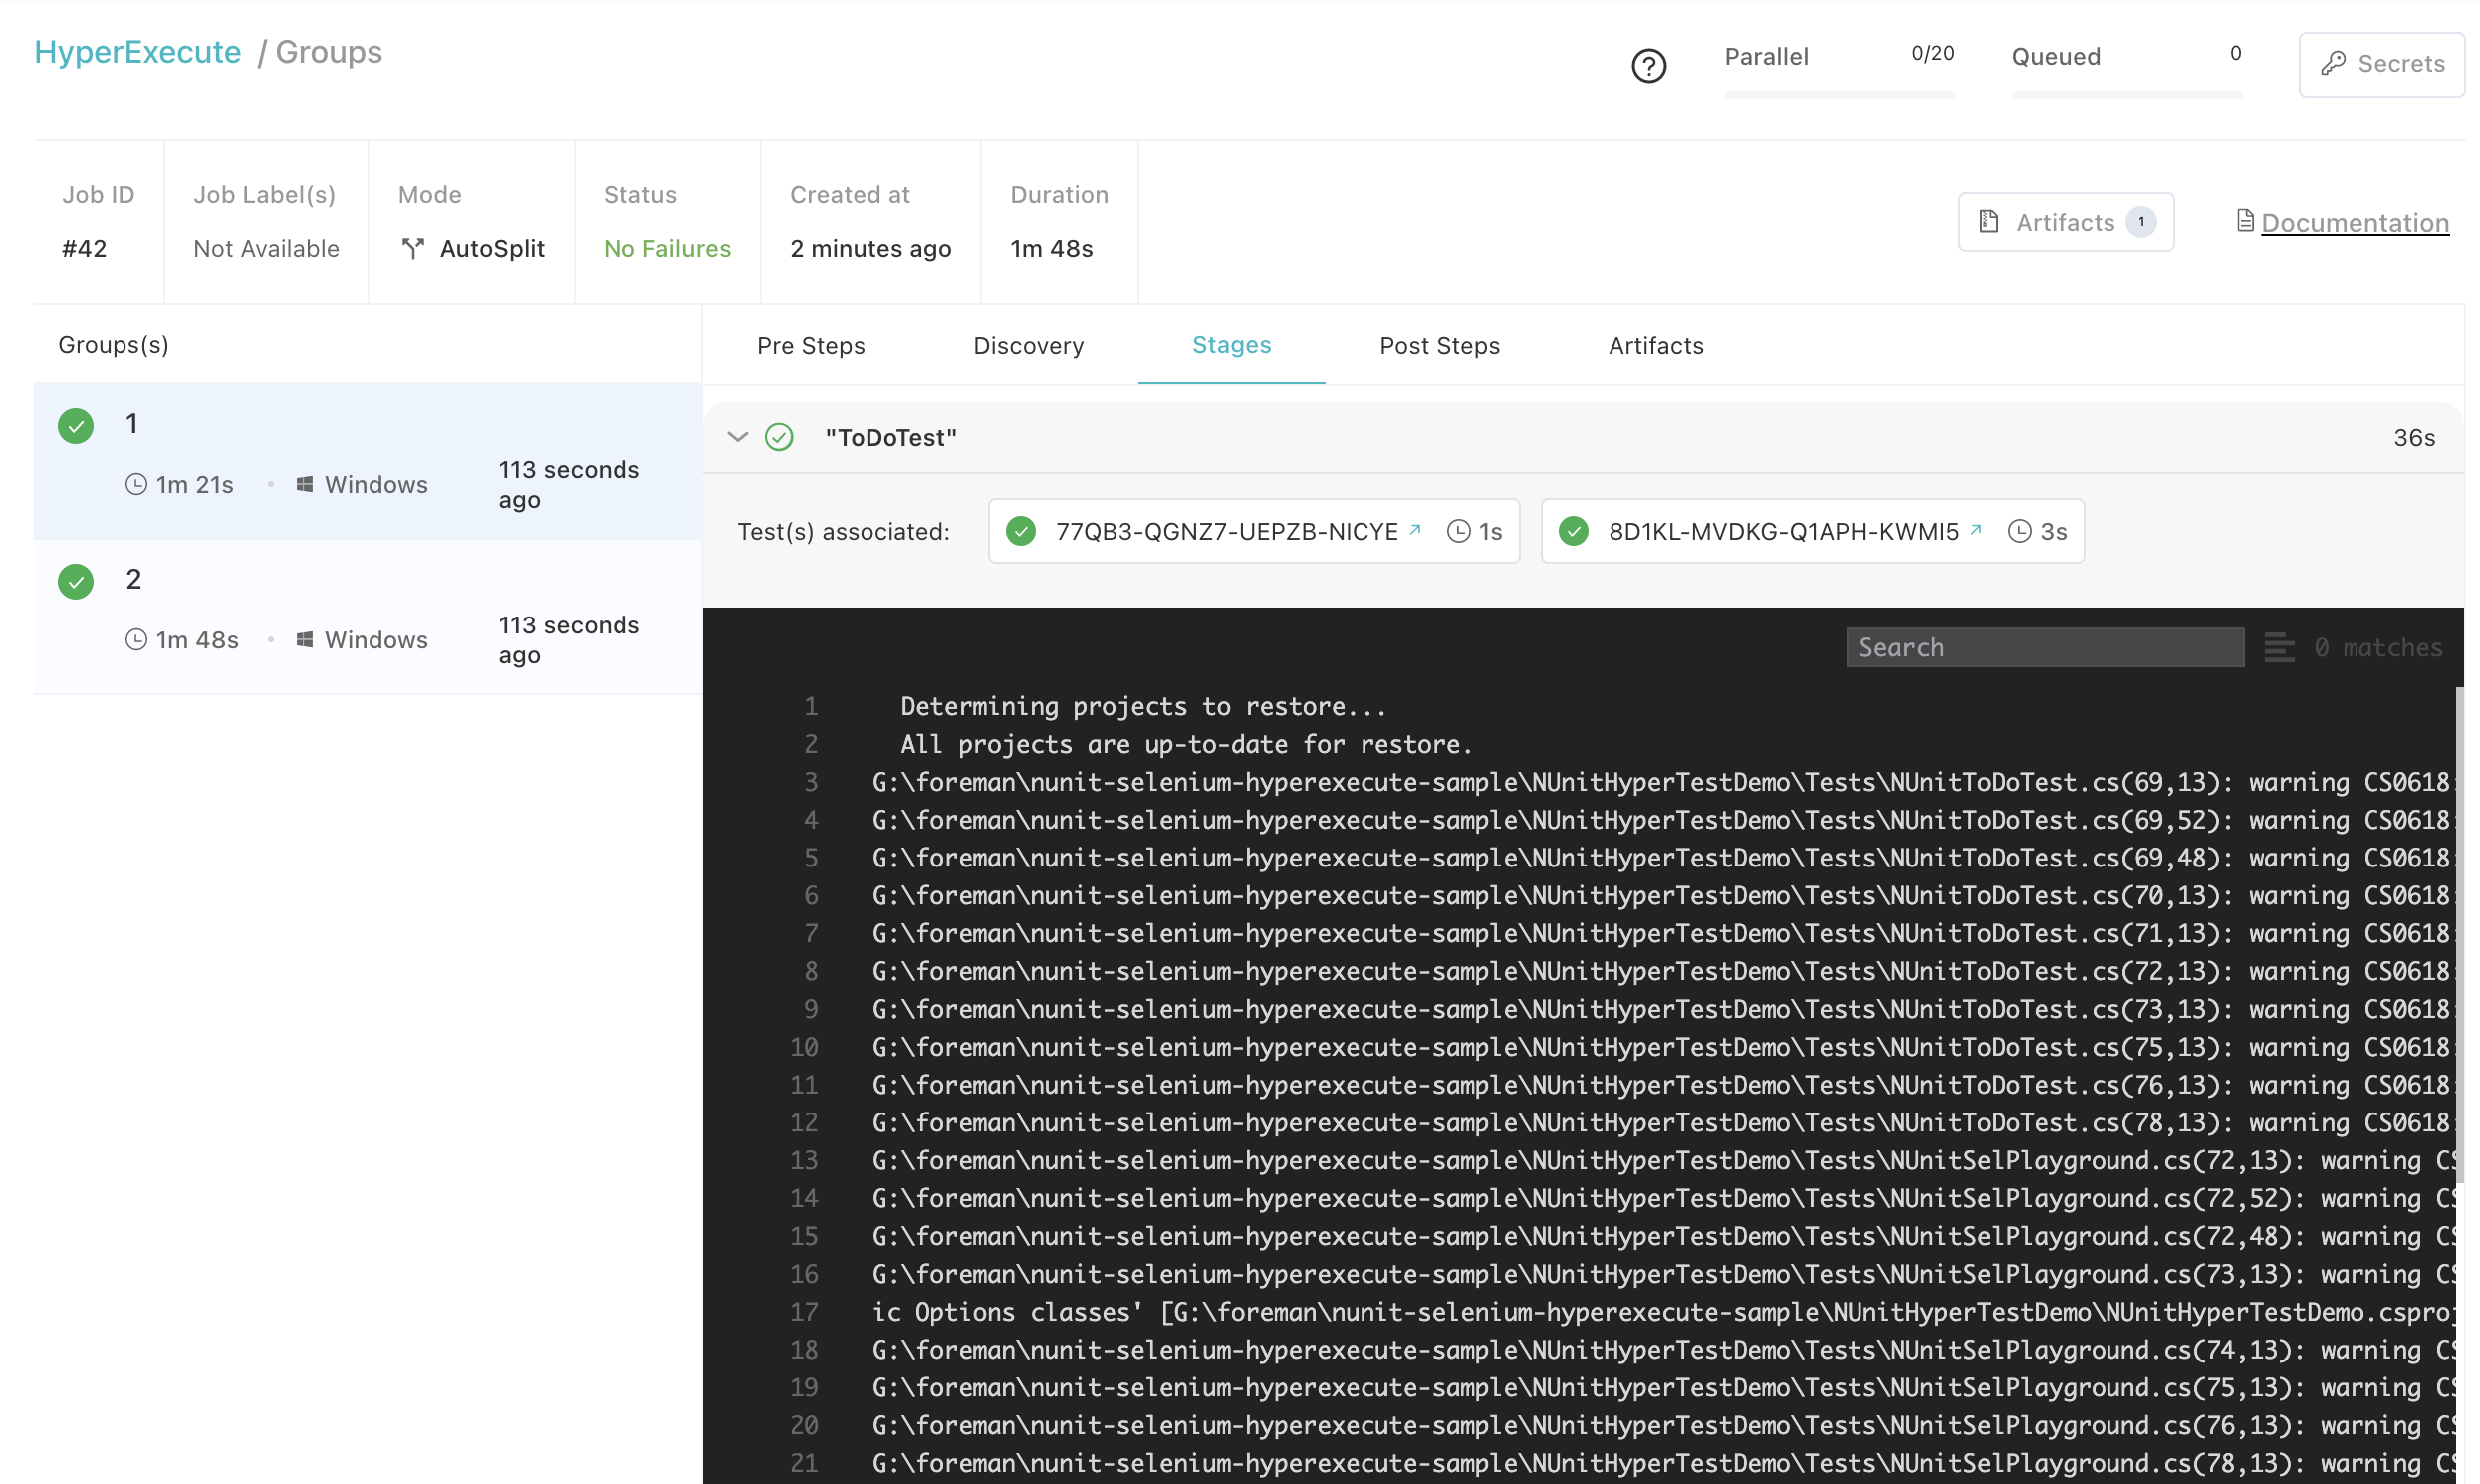 HyperExecute / Groups
?
Parallel 0/20
Queued 0
Secrets
Job ID
#42
Job Label(s)
Not Available
Mode
AutoSplit
Status
No Failures
Created at
2 minutes ago
Duration
1m 48s
Artifacts 1
Documentation
Groups(s)
1
1m 21s • Windows
113 seconds
ago
2
1m 48s • Windows
113 seconds
ago
Pre Steps Discovery Stages Post Steps Artifacts
"ToDoTest" 36s
Test(s) associated: 77QB3-QGNZ7-UEPZB-NICYE 1s 8D1KL-MVDKG-Q1APH-KWMI5 3s
Search 0 matches
1 Determining projects to restore...
2 All projects are up-to-date for restore.
3 G:\foreman\nunit-selenium-hyperexecute-sample\NUnitHyperTestDemo\Tests\NUnitToDoTest.cs(69,13): warning CS0618:
4 G:\foreman\nunit-selenium-hyperexecute-sample\NUnitHyperTestDemo\Tests\NUnitToDoTest.cs(69,52): warning CS0618:
5 G:\foreman\nunit-selenium-hyperexecute-sample\NUnitHyperTestDemo\Tests\NUnitToDoTest.cs(69,48): warning CS0618:
6 G:\foreman\nunit-selenium-hyperexecute-sample\NUnitHyperTestDemo\Tests\NUnitToDoTest.cs(70,13): warning CS0618:
7 G:\foreman\nunit-selenium-hyperexecute-sample\NUnitHyperTestDemo\Tests\NUnitToDoTest.cs(71,13): warning CS0618:
8 G:\foreman\nunit-selenium-hyperexecute-sample\NUnitHyperTestDemo\Tests\NUnitToDoTest.cs(72,13): warning CS0618:
9 G:\foreman\nunit-selenium-hyperexecute-sample\NUnitHyperTestDemo\Tests\NUnitToDoTest.cs(73,13): warning CS0618:
10 G:\foreman\nunit-selenium-hyperexecute-sample\NUnitHyperTestDemo\Tests\NUnitToDoTest.cs(75,13): warning CS0618:
11 G:\foreman\nunit-selenium-hyperexecute-sample\NUnitHyperTestDemo\Tests\NUnitToDoTest.cs(76,13): warning CS0618:
12 G:\foreman\nunit-selenium-hyperexecute-sample\NUnitHyperTestDemo\Tests\NUnitToDoTest.cs(78,13): warning CS0618:
13 G:\foreman\nunit-selenium-hyperexecute-sample\NUnitHyperTestDemo\Tests\NUnitSelPlayground.cs(72,13): warning CS
14 G:\foreman\nunit-selenium-hyperexecute-sample\NUnitHyperTestDemo\Tests\NUnitSelPlayground.cs(72,52): warning CS
15 G:\foreman\nunit-selenium-hyperexecute-sample\NUnitHyperTestDemo\Tests\NUnitSelPlayground.cs(72,48): warning CS
16 G:\foreman\nunit-selenium-hyperexecute-sample\NUnitHyperTestDemo\Tests\NUnitSelPlayground.cs(73,13): warning CS
17 ic Options classes' [G:\foreman\nunit-selenium-hyperexecute-sample\NUnitHyperTestDemo\NUnitHyperTestDemo.csproj
18 G:\foreman\nunit-selenium-hyperexecute-sample\NUnitHyperTestDemo\Tests\NUnitSelPlayground.cs(74,13): warning CS
19 G:\foreman\nunit-selenium-hyperexecute-sample\NUnitHyperTestDemo\Tests\NUnitSelPlayground.cs(75,13): warning CS
20 G:\foreman\nunit-selenium-hyperexecute-sample\NUnitHyperTestDemo\Tests\NUnitSelPlayground.cs(76,13): warning CS
21 G:\foreman\nunit-selenium-hyperexecute-sample\NUnitHyperTestDemo\Tests\NUnitSelPlayground.cs(78,13): warning CS